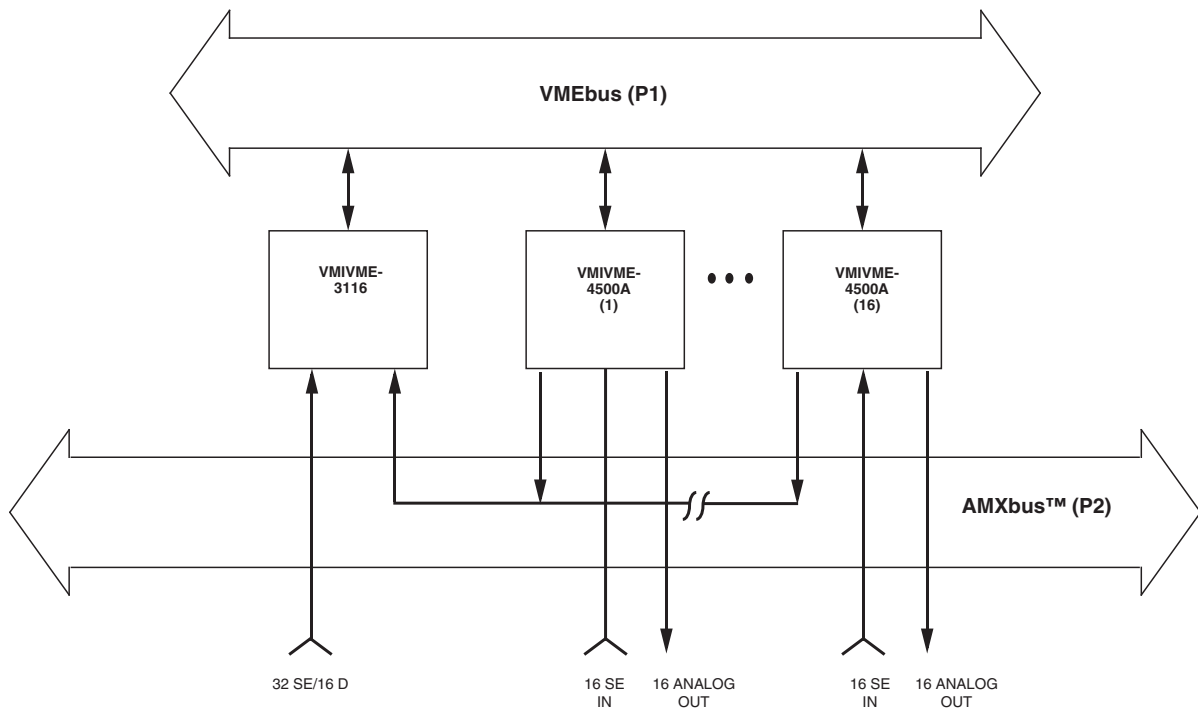 VMEbus (P1)
VMIVME-
3116
VMIVME-
4500A
(1)
VMIVME-
4500A
(16)
AMXbus™ (P2)
32 SE/16 D
16 SE
IN
16 ANALOG
OUT
16 SE
IN
16 ANALOG
OUT